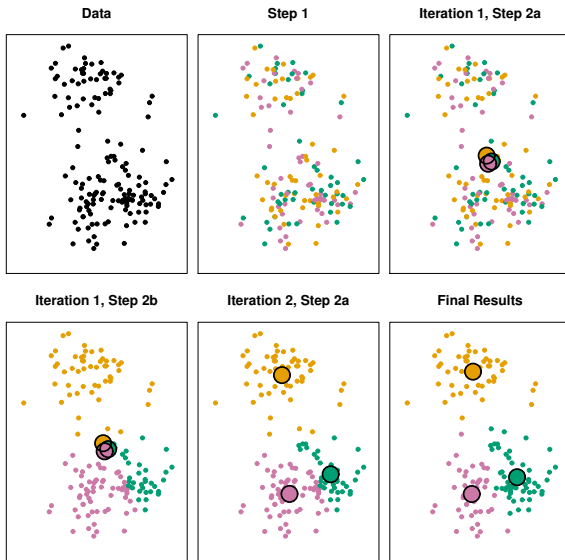 Data
Step 1
Iteration 1, Step 2a
Iteration 1, Step 2b
Iteration 2, Step 2a
Final Results